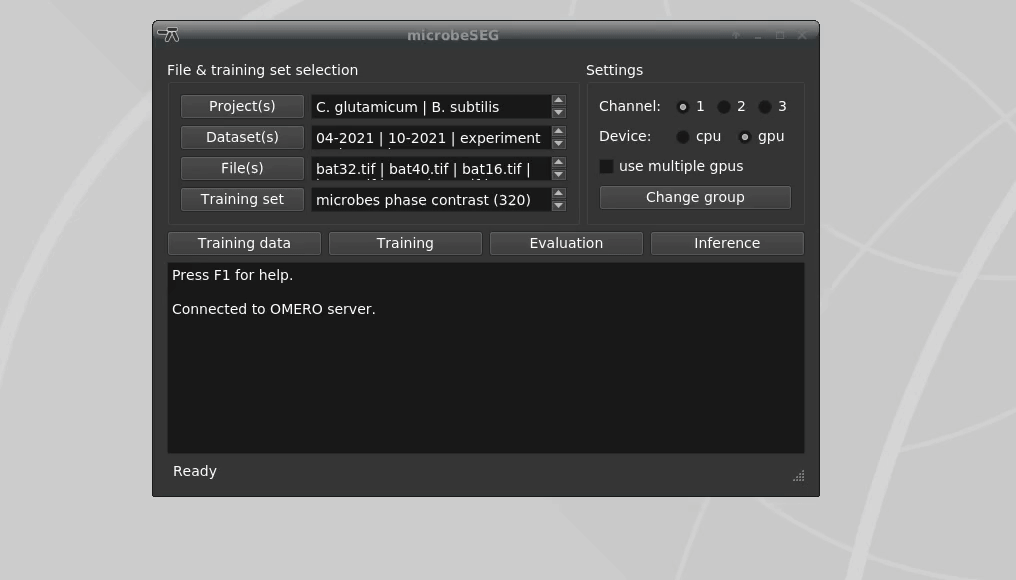 microbeSEG
File & training set selection
Settings
Project(s)
C. glutamicum | B. subtilis
Channel: 1 2 3
Dataset(s)
04-2021 | 10-2021 | experiment
Device: cpu gpu
File(s)
bat32.tif | bat40.tif | bat16.tif |
use multiple gpus
Training set
microbes phase contrast (320)
Change group
Training data
Training
Evaluation
Inference
Press F1 for help.
Connected to OMERO server.
Ready